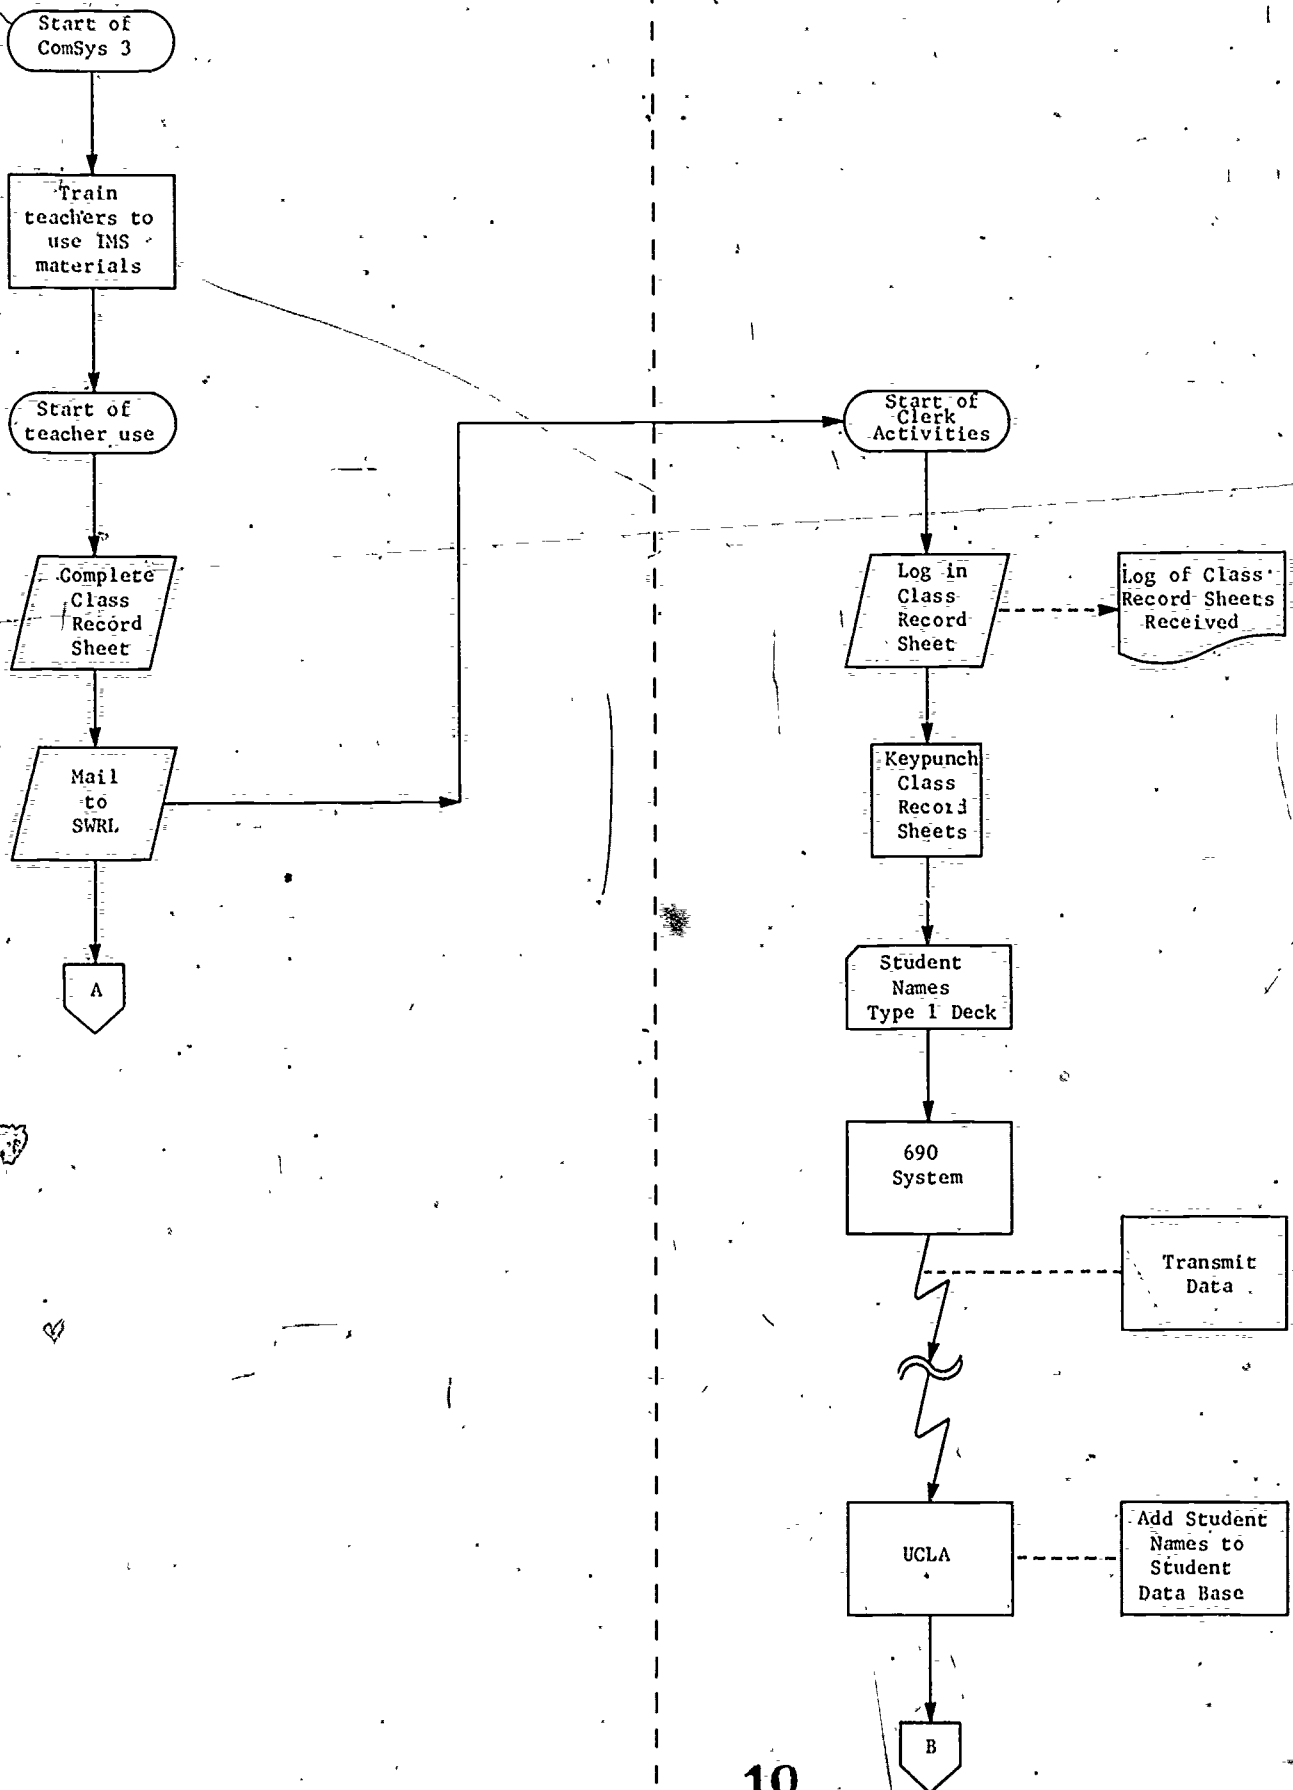 Start of
ComSys 3
Train
teachers to
use IMS
materials
Start of
teacher use
Complete
Class
Record
Sheet
Mail
to
SWRL
A
Start of
Clerk
Activities
Log in
Class
Record
Sheet
Log of Class
Record Sheets
Received
Keypunch
Class
Record
Sheets
Student
Names
Type 1 Deck
690
System
Transmit
Data
UCLA
Add Student
Names to
Student
Data Base
B
10